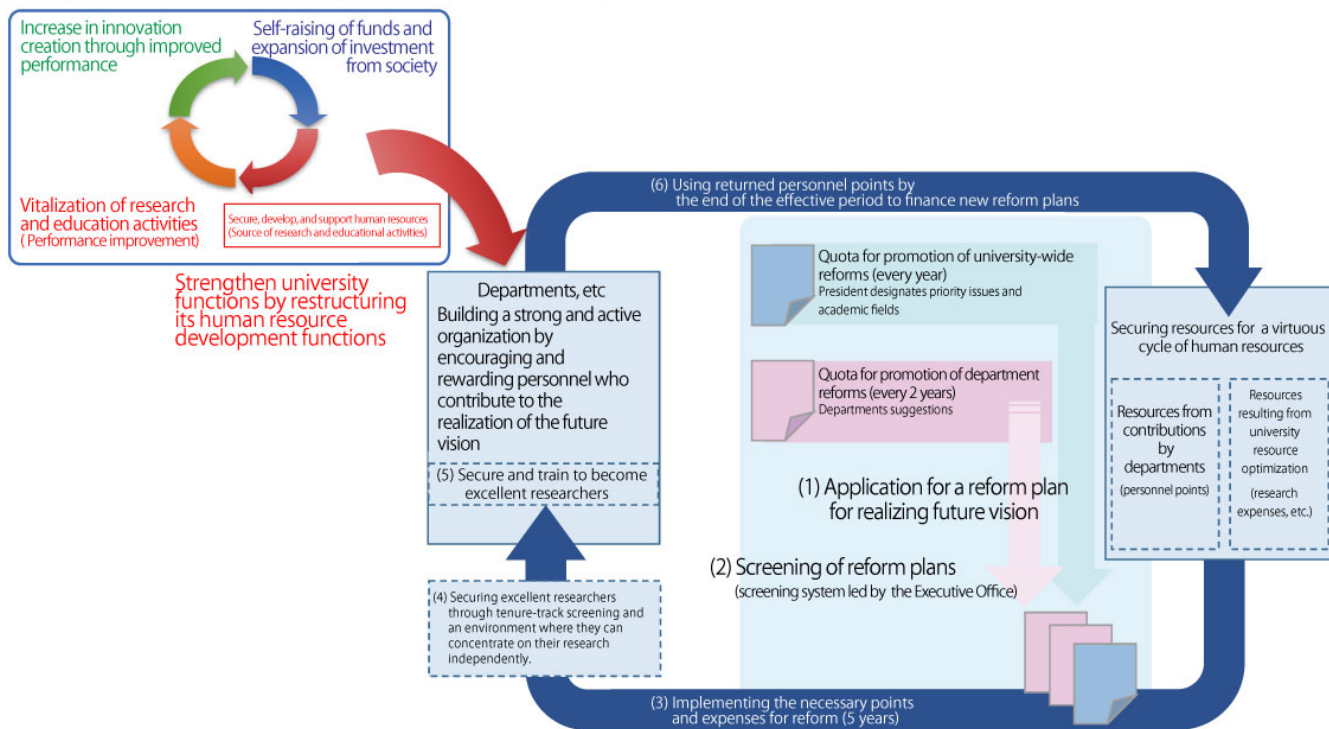 Increase in innovation
creation through improved
performance
Self-raising of funds and
expansion of investment
from society
Vitalization of research
and education activities
( Performance improvement)
Secure, develop, and support human resources
(Source of research and educational activities)
Strengthen university
functions by restructuring
its human resource
development functions
(6) Using returned personnel points by
the end of the effective period to finance new reform plans
Departments, etc
Building a strong and active
organization by
encouraging and
rewarding personnel who
contribute to the
realization of the future
vision
(5) Secure and train to become
excellent researchers
(4) Securing excellent researchers
through tenure-track screening and
an environment where they can
concentrate on their research
independently.
Quota for promotion of university-wide
reforms (every year)
President designates priority issues and
academic fields
Quota for promotion of department
reforms (every 2 years)
Departments suggestions
(1) Application for a reform plan
for realizing future vision
(2) Screening of reform plans
(screening system led by the Executive Office)
(3) Implementing the necessary points
and expenses for reform (5 years)
Securing resources for a virtuous
cycle of human resources
Resources from
contributions
by
departments
(personnel points)
Resources
resulting from
university
resource
optimization
(research
expenses, etc.)